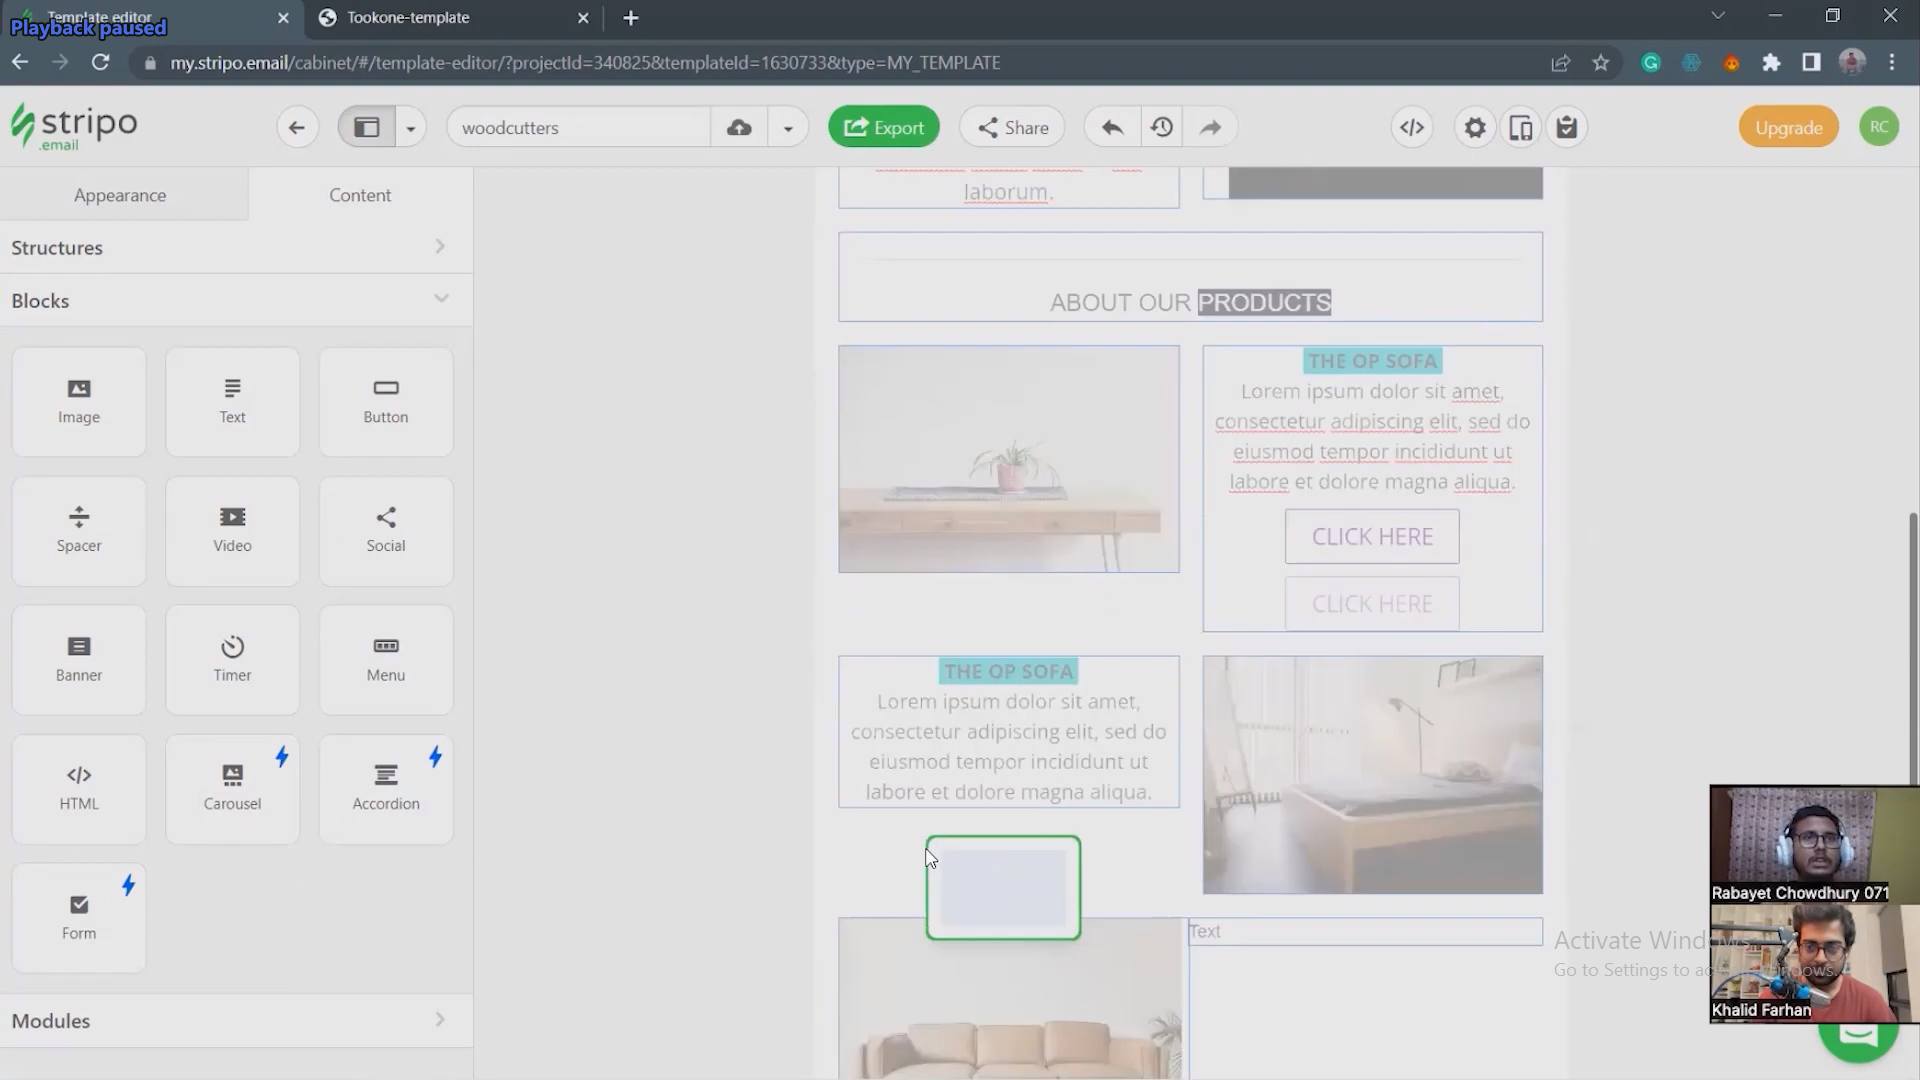 Template editor
Playback paused
Tookone-template
my.stripo.email/cabinet/#/template-editor/?projectId=340825&templateId=1630733&type=MY_TEMPLATE
stripo
.email
woodcutters
Export
Share
Upgrade
RC
Appearance
Content
Structures
Blocks
Image
Text
Button
Spacer
Video
Social
Banner
Timer
Menu
HTML
Carousel
Accordion
Form
Modules
laborum.
ABOUT OUR PRODUCTS
THE OP SOFA
Lorem ipsum dolor sit amet,
consectetur adipiscing elit, sed do
eiusmod tempor incididunt ut
labore et dolore magna aliqua.
CLICK HERE
CLICK HERE
THE OP SOFA
Lorem ipsum dolor sit amet,
consectetur adipiscing elit, sed do
eiusmod tempor incididunt ut
labore et dolore magna aliqua.
Text
Activate Windows
Go to Settings to activate Windows.
Rabayet Chowdhury 071
Khalid Farhan